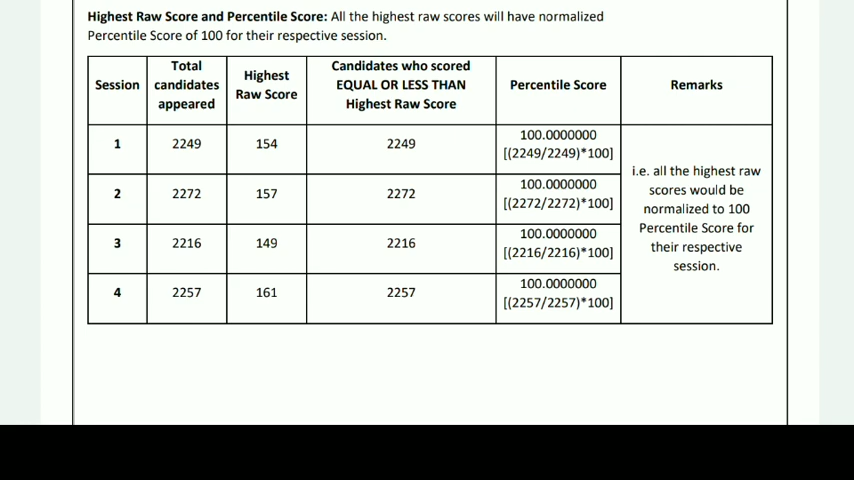 Highest Raw Score and Percentile Score: All the highest raw scores will have normalized
Percentile Score of 100 for their respective session.
Session
Total
candidates
appeared
Highest
Raw Score
Candidates who scored
EQUAL OR LESS THAN
Highest Raw Score
Percentile Score
Remarks
1
2249
154
2249
100.0000000
[(2249/2249)*100]
2
2272
157
2272
100.0000000
[(2272/2272)*100]
3
2216
149
2216
100.0000000
[(2216/2216)*100]
4
2257
161
2257
100.0000000
[(2257/2257)*100]
i.e. all the highest raw
scores would be
normalized to 100
Percentile Score for
their respective
session.